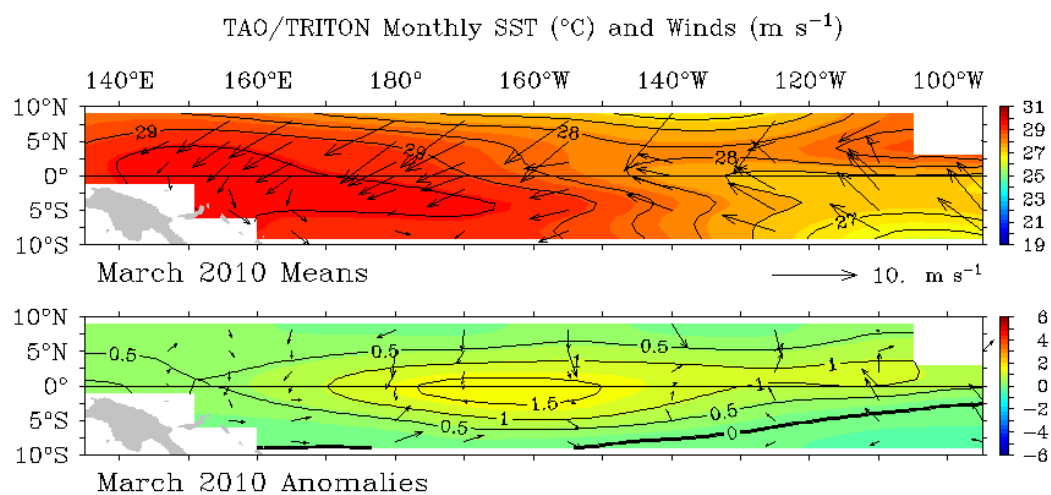 TAO/TRITON Monthly SST (°C) and Winds (m s⁻¹)
140°E 160°E 180° 160°W 140°W 120°W 100°W
10°N
5°N
0°
5°S
10°S
29 29 28 28 27
31
29
27
25
23
21
19
March 2010 Means
10. m s⁻¹
10°N
5°N
0°
5°S
10°S
0.5 0.5 1 0.5 1 1 1.5 1 0.5 0.5 0
6
4
2
0
-2
-4
-6
March 2010 Anomalies